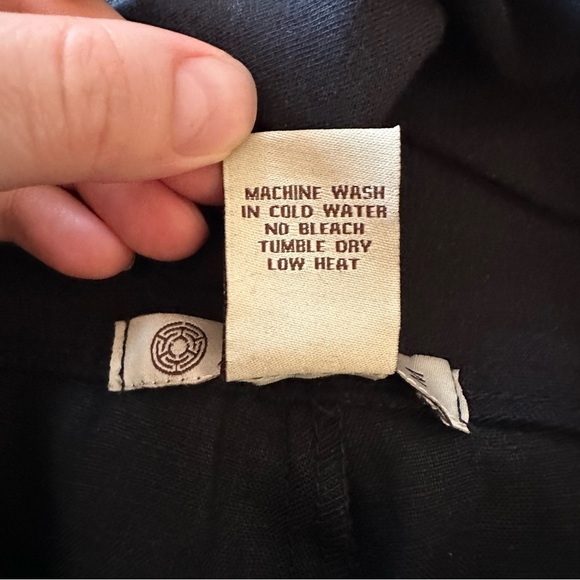 MACHINE WASH
IN COLD WATER
NO BLEACH
TUMBLE DRY
LOW HEAT
M